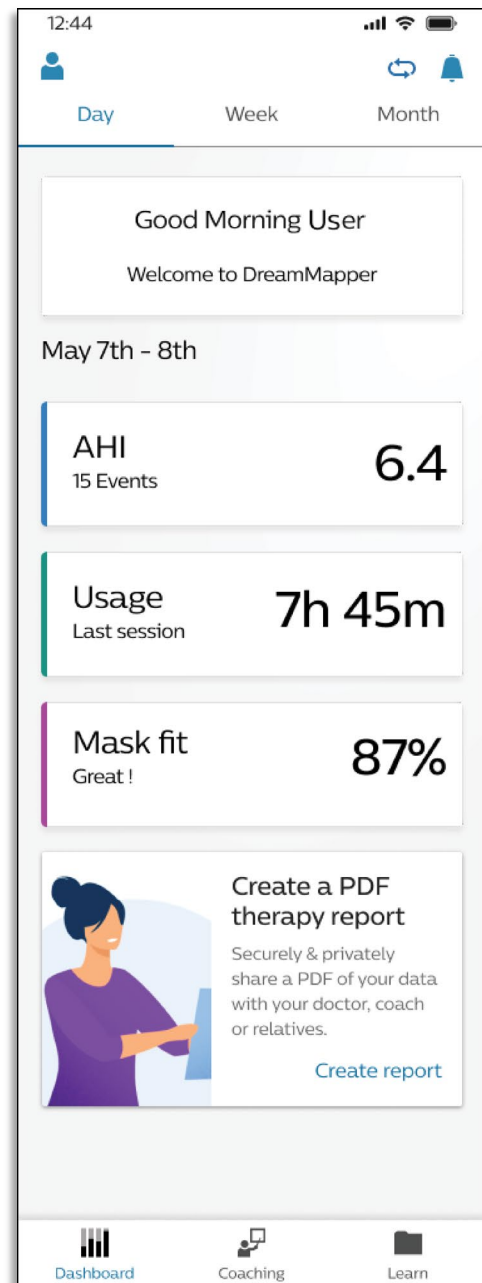 12:44
Day Week Month
Good Morning User
Welcome to DreamMapper
May 7th - 8th
AHI
15 Events
6.4
Usage
Last session
7h 45m
Mask fit
Great !
87%
Create a PDF
therapy report
Securely & privately
share a PDF of your data
with your doctor, coach
or relatives.
Create report
Dashboard Coaching Learn